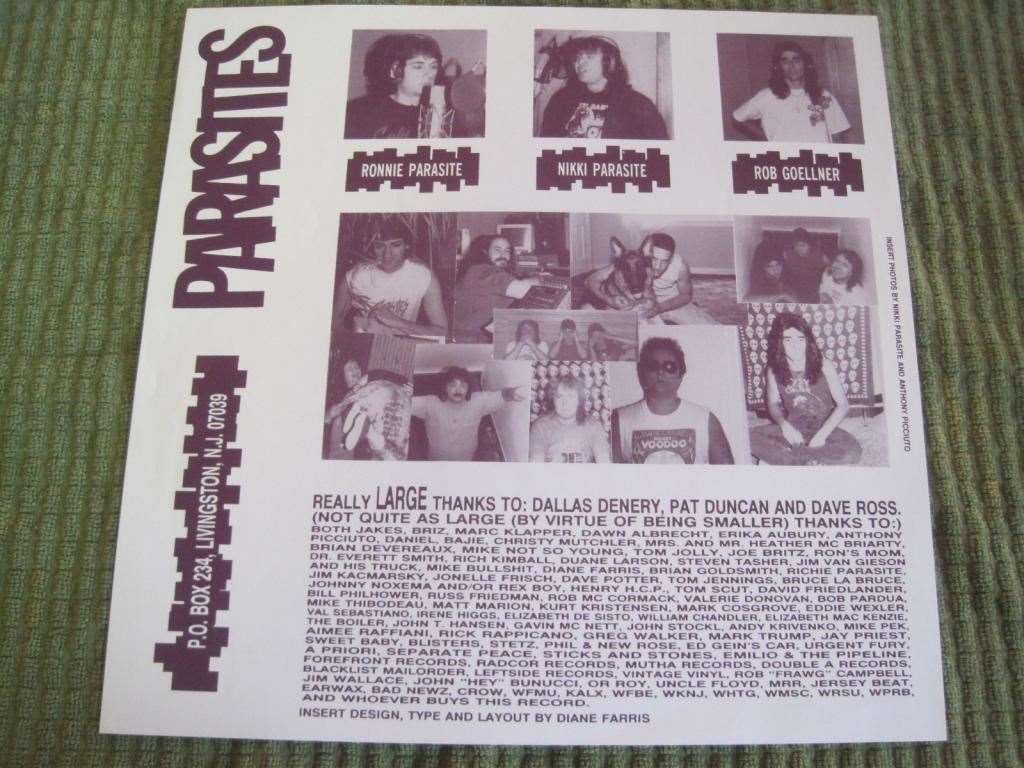 PARASITES
P.O. BOX 234, LIVINGSTON, N.J. 07039
RONNIE PARASITE
NIKKI PARASITE
ROB GOELLNER
VOODOO
INSERT PHOTOS BY NIKKI PARASITE AND ANTHONY PICCIUTO
REALLY LARGE THANKS TO: DALLAS DENERY, PAT DUNCAN AND DAVE ROSS.
(NOT QUITE AS LARGE (BY VIRTUE OF BEING SMALLER) THANKS TO:)
BOTH JAKES, BRIZ, MARC KLAPPER, DAWN ALBRECHT, ERIKA AUBURY, ANTHONY
PICCIUTO, DANIEL, BAJIE, CHRISTY MUTCHLER, MRS. AND MR. HEATHER MC BRIARTY,
BRIAN DEVEREAUX, MIKE NOT SO YOUNG, TOM JOLLY, JOE BRITZ, RON'S MOM,
DR. EVERETT SMITH, RICH KIMBALL, DUANE LARSON, STEVEN TASHER, JIM VAN GIESON
AND HIS TRUCK, MIKE BULLSHIT, DIANE FARRIS, BRIAN GOLDSMITH, RICHIE PARASITE,
JIM KACMARSKY, JONELLE FRISCH, DAVE POTTER, TOM JENNINGS, BRUCE LA BRUCE,
JOHNNY NOXEMA AND/OR REX BOY, HENRY H.C.P., TOM SCUT, DAVID FRIEDLANDER,
BILL PHILHOWER, RUSS FRIEDMAN, ROB MC CORMACK, VALERIE DONOVAN, BOB PARDUA,
MIKE THIBODEAU, MATT MARION, KURT KRISTENSEN, MARK COSGROVE, EDDIE WEXLER,
VAL SEBASTIANO, IRENE HIGGS, ELIZABETH DE SISTO, WILLIAM CHANDLER, ELIZABETH MAC KENZIE,
THE BOILER, JOHN T. HANSEN, GAVIN MC NETT, JOHN STOCKL, ANDY KRIVENKO, MIKE PEK,
AIMEE RAFFIANI, RICK RAPPICANO, GREG WALKER, MARK TRUMP, JAY PRIEST,
SWEET BABY, BLISTERS, STETZ, PHIL & NEW ROSE, ED GEIN'S CAR, URGENT FURY,
A PRIORI, SEPARATE PEACE, STICKS AND STONES, EMILIO & THE PIPELINE,
FOREFRONT RECORDS, RADCOR RECORDS, MUTHA RECORDS, DOUBLE A RECORDS,
BLACKLIST MAILORDER, LEFTSIDE RECORDS, VINTAGE VINYL, ROB "FRAWG" CAMPBELL,
JIM WALLACE, JOHN "HEY" BUNUCCI, OR ROY, UNCLE FLOYD, MRR, JERSEY BEAT,
EARWAX, BAD NEWZ, CROW, WFMU, KALX, WFBE, WKNJ, WHTG, WMSC, WRSU, WPRB,
AND WHOEVER BUYS THIS RECORD.
INSERT DESIGN, TYPE AND LAYOUT BY DIANE FARRIS